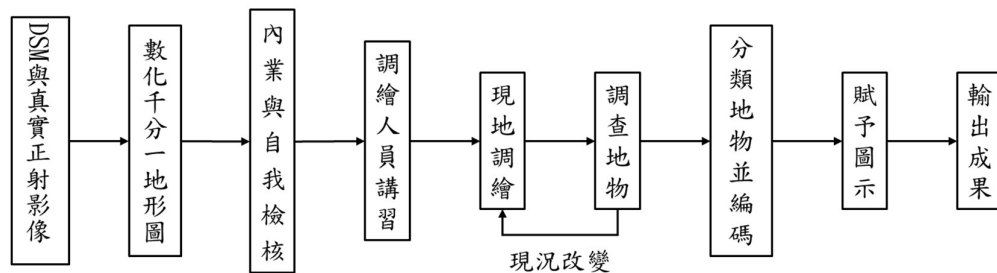 DSM與真實正射影像
數化千分一地形圖
內業與自我檢核
調繪人員講習
現地調繪
調查地物
分類地物並編碼
賦予圖示
輸出成果
現況改變